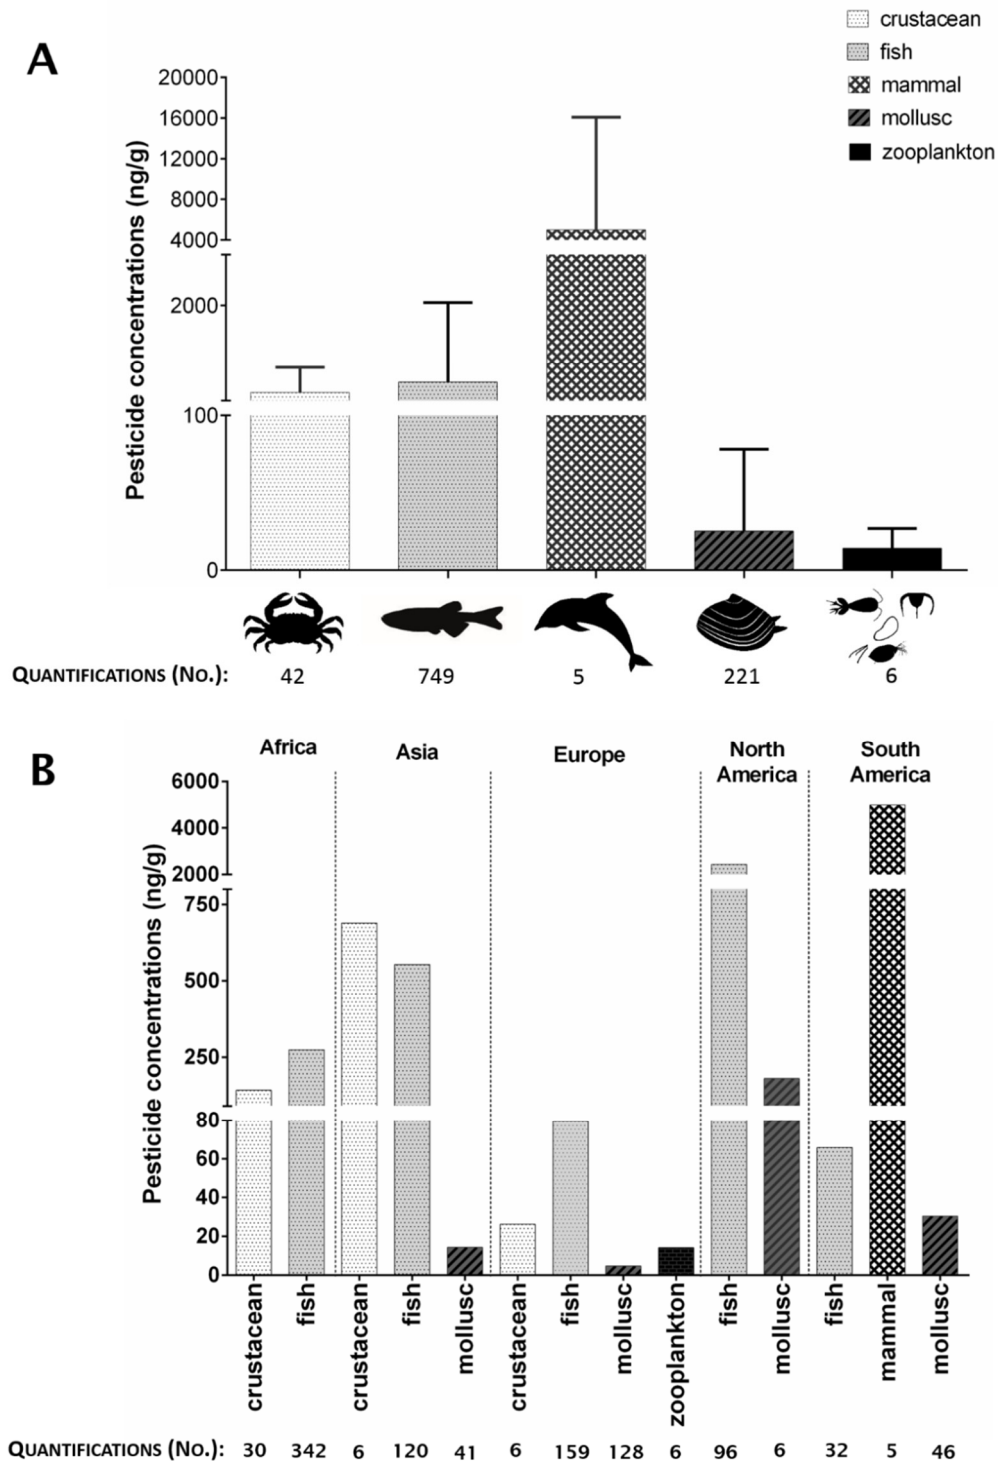 A
crustacean
fish
mammal
mollusc
zooplankton
Pesticide concentrations (ng/g)
20000
16000
12000
8000
4000
2000
100
0
QUANTIFICATIONS (NO.): 42 749 5 221 6
B
Africa Asia Europe North America South America
Pesticide concentrations (ng/g)
6000
4000
2000
750
500
250
80
60
40
20
0
crustacean fish crustacean fish mollusc crustacean fish mollusc zooplankton fish mollusc fish mammal mollusc
QUANTIFICATIONS (NO.): 30 342 6 120 41 6 159 128 6 96 6 32 5 46